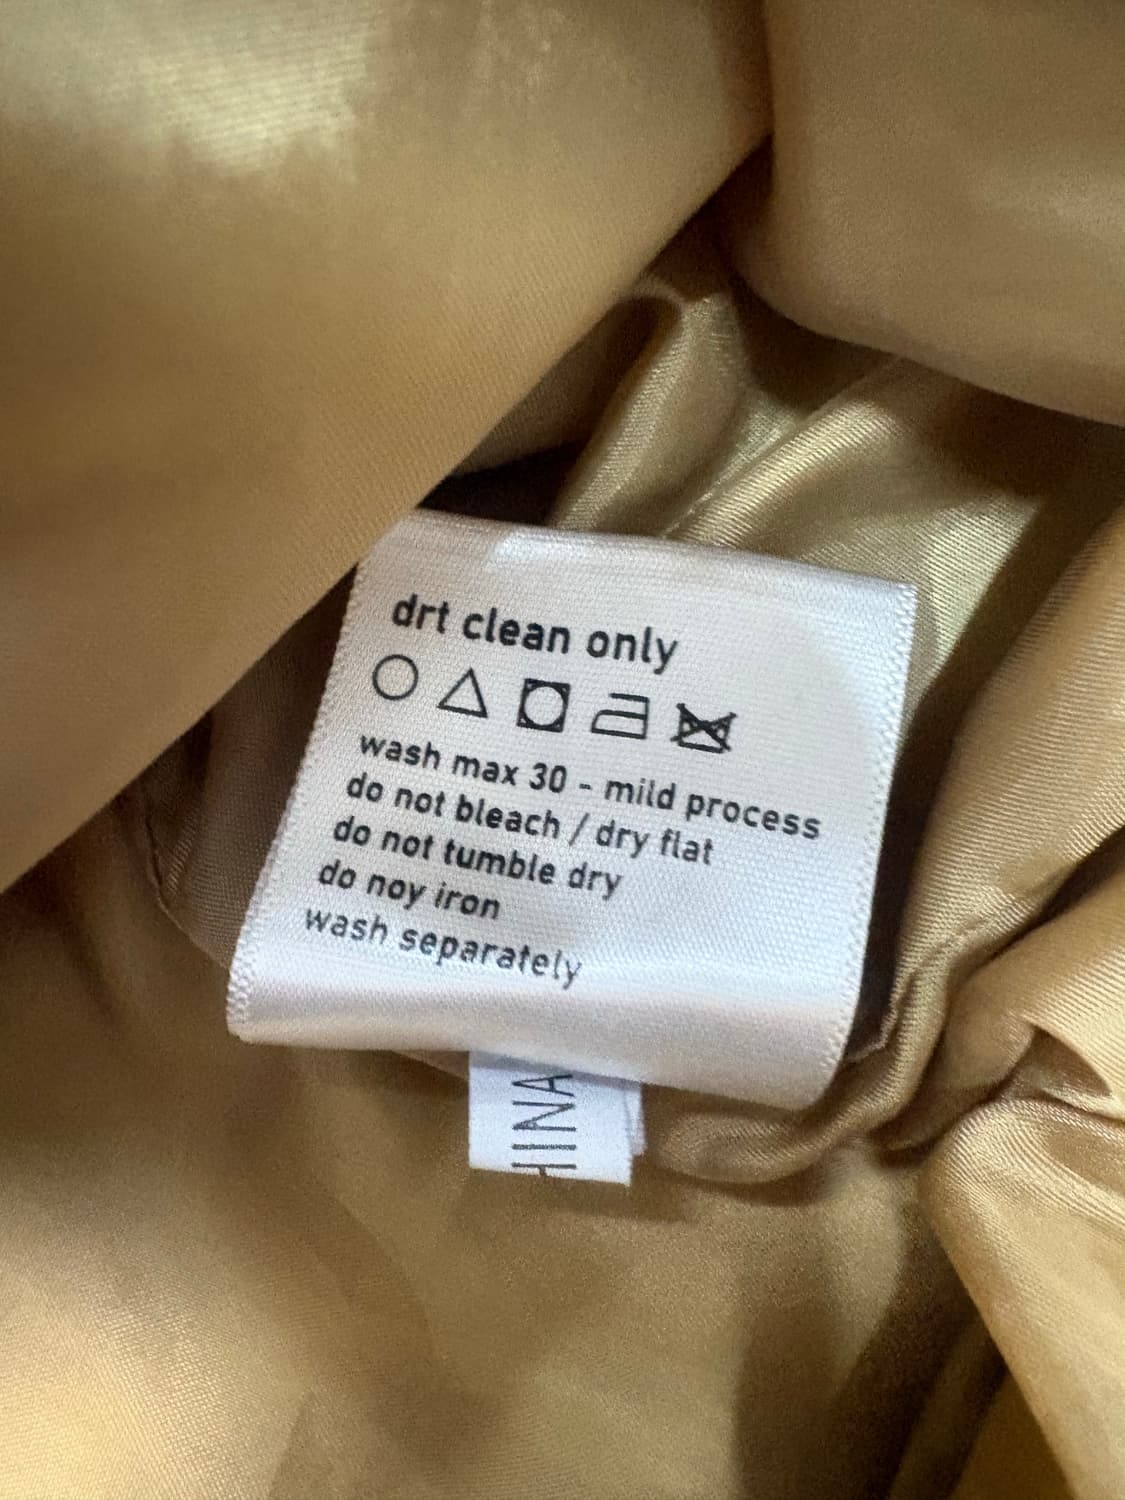 drt clean only
wash max 30 - mild process
do not bleach / dry flat
do not tumble dry
do noy iron
wash separately
HINA